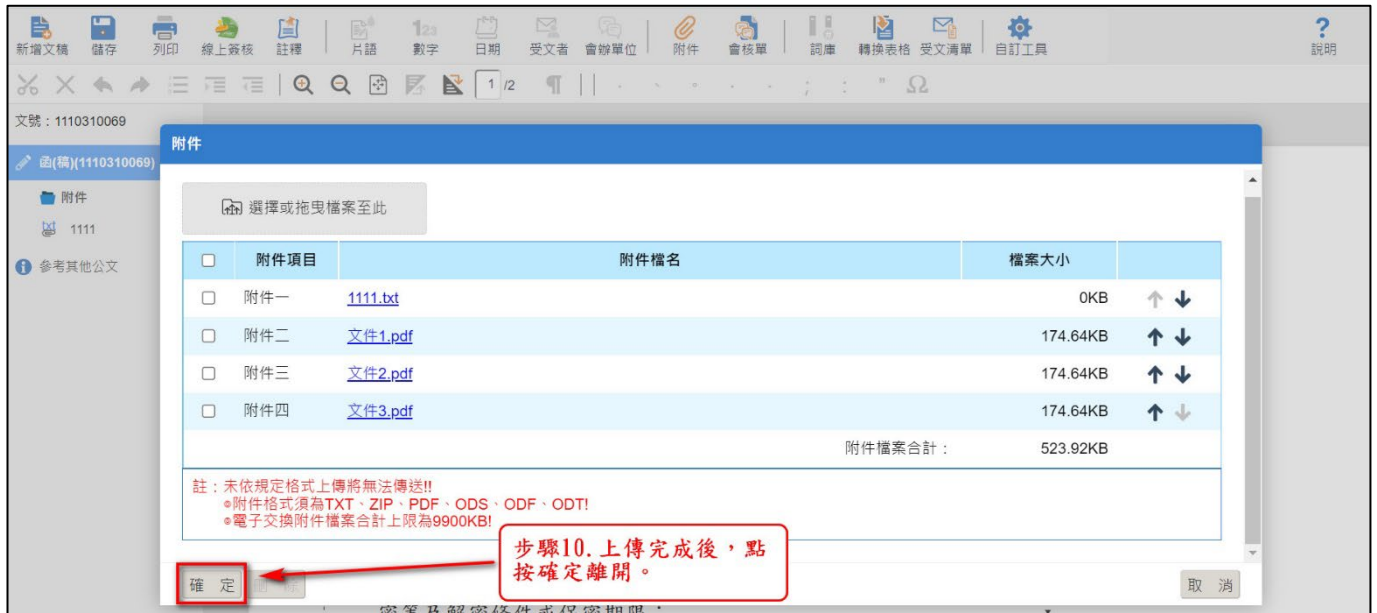 新增文稿 儲存 列印 線上簽核 註釋 片語 數字 日期 受文者 會辦單位 附件 會核單 詞庫 轉換表格 受文清單 自訂工具 說明
1 /2
文號：1110310069
函(稿)(1110310069)
附件
1111
參考其他公文
附件
選擇或拖曳檔案至此
附件項目 附件檔名 檔案大小
附件一 1111.txt 0KB
附件二 文件1.pdf 174.64KB
附件三 文件2.pdf 174.64KB
附件四 文件3.pdf 174.64KB
附件檔案合計： 523.92KB
註：未依規定格式上傳將無法傳送!!
附件格式須為TXT、ZIP、PDF、ODS、ODF、ODT!
電子交換附件檔案合計上限為9900KB!
步驟10.上傳完成後，點
按確定離開。
確 定
取 消